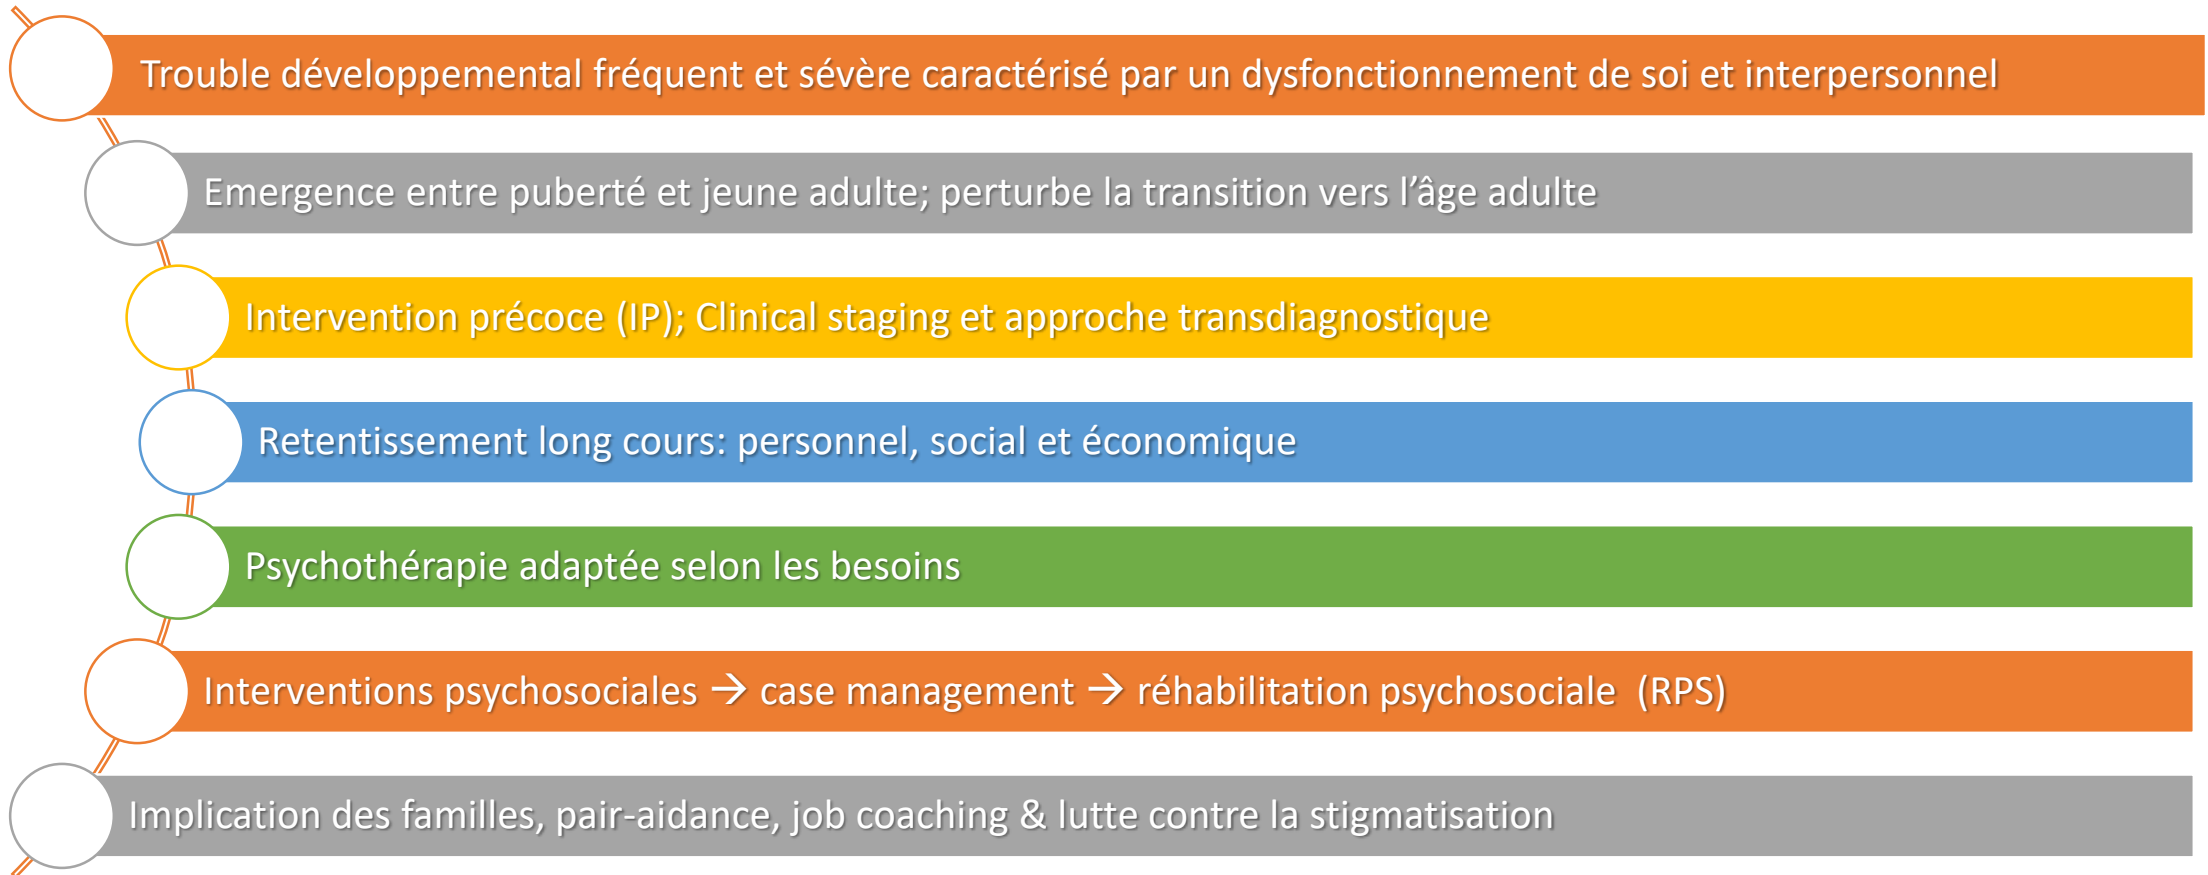 Trouble développemental fréquent et sévère caractérisé par un dysfonctionnement de soi et interpersonnel
Emergence entre puberté et jeune adulte; perturbe la transition vers l’âge adulte
Intervention précoce (IP); Clinical staging et approche transdiagnostique
Retentissement long cours: personnel, social et économique
Psychothérapie adaptée selon les besoins
Interventions psychosociales → case management → réhabilitation psychosociale (RPS)
Implication des familles, pair-aidance, job coaching & lutte contre la stigmatisation